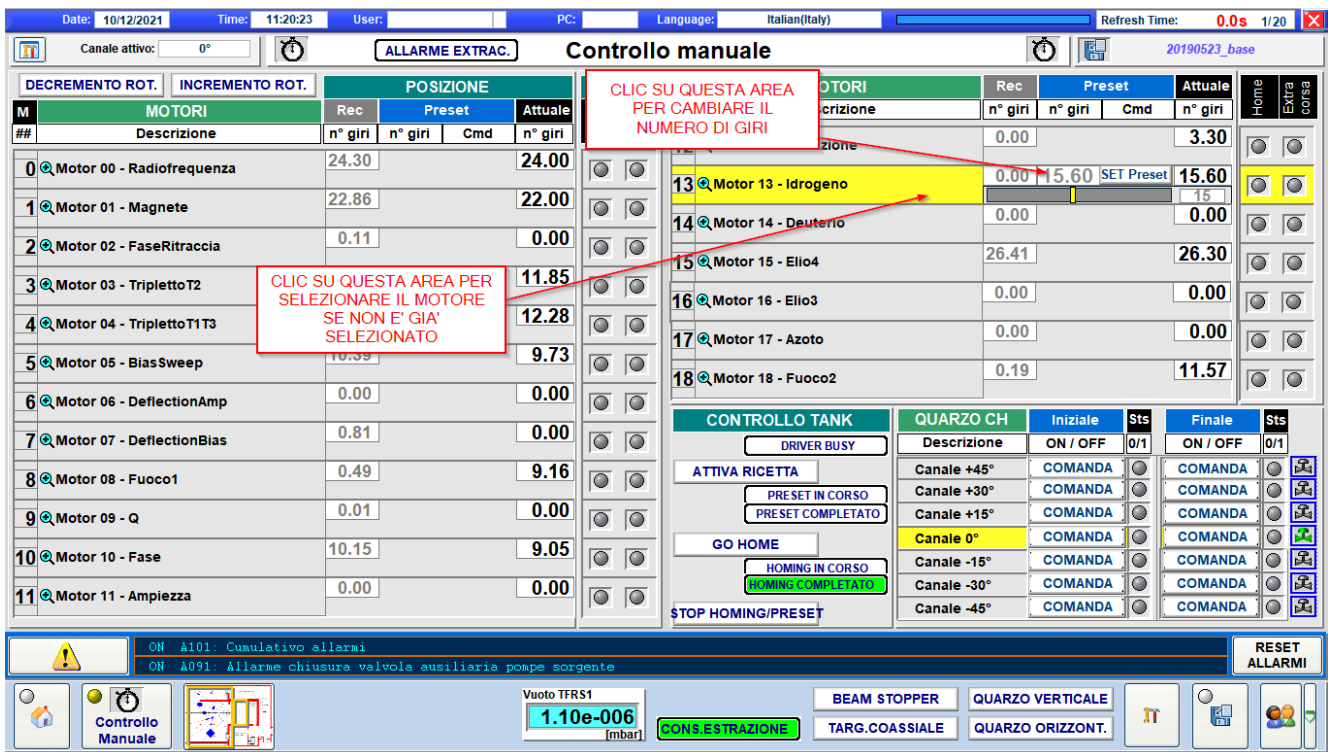 Date: 10/12/2021 Time: 11:20:23 User: PC: Language: Italian(Italy) Refresh Time: 0.0s 1/20
Canale attivo: 0° ALLARME EXTRAC. Controllo manuale 20190523_base
DECREMENTO ROT. INCREMENTO ROT. POSIZIONE
M MOTORI Rec Preset Attuale
## Descrizione n° giri n° giri Cmd n° giri
0 Motor 00 - Radiofrequenza 24.30 24.00
1 Motor 01 - Magnete 22.86 22.00
2 Motor 02 - FaseRitraccia 0.11 0.00
3 Motor 03 - TriplettoT2 11.85
4 Motor 04 - TriplettoT1T3 12.28
5 Motor 05 - BiasSweep 10.39 9.73
6 Motor 06 - DeflectionAmp 0.00 0.00
7 Motor 07 - DeflectionBias 0.81 0.00
8 Motor 08 - Fuoco1 0.49 9.16
9 Motor 09 - Q 0.01 0.00
10 Motor 10 - Fase 10.15 9.05
11 Motor 11 - Ampiezza 0.00 0.00
CLIC SU QUESTA AREA PER
SELEZIONARE IL MOTORE
SE NON E' GIA'
SELEZIONATO
CLIC SU QUESTA AREA
PER CAMBIARE IL
NUMERO DI GIRI
OTORI Rec Preset Attuale Home Extra corsa
scrizione n° giri n° giri Cmd n° giri
zione 0.00 3.30
13 Motor 13 - Idrogeno 0.00 15.60 SET Preset 15.60
15
14 Motor 14 - Deuterio 0.00 0.00
15 Motor 15 - Elio4 26.41 26.30
16 Motor 16 - Elio3 0.00 0.00
17 Motor 17 - Azoto 0.00 0.00
18 Motor 18 - Fuoco2 0.19 11.57
CONTROLLO TANK
DRIVER BUSY
ATTIVA RICETTA
PRESET IN CORSO
PRESET COMPLETATO
GO HOME
HOMING IN CORSO
HOMING COMPLETATO
STOP HOMING/PRESET
QUARZO CH Iniziale Sts Finale Sts
Descrizione ON / OFF 0/1 ON / OFF 0/1
Canale +45° COMANDA COMANDA
Canale +30° COMANDA COMANDA
Canale +15° COMANDA COMANDA
Canale 0° COMANDA COMANDA
Canale -15° COMANDA COMANDA
Canale -30° COMANDA COMANDA
Canale -45° COMANDA COMANDA
ON A101: Cumulativo allarmi
ON A091: Allarme chiusura valvola ausiliaria pompe sorgente
RESET
ALLARMI
Controllo
Manuale
Vuoto TFRS1
1.10e-006
[mbar]
CONS.ESTRAZIONE
BEAM STOPPER QUARZO VERTICALE
TARG.COASSIALE QUARZO ORIZZONT.